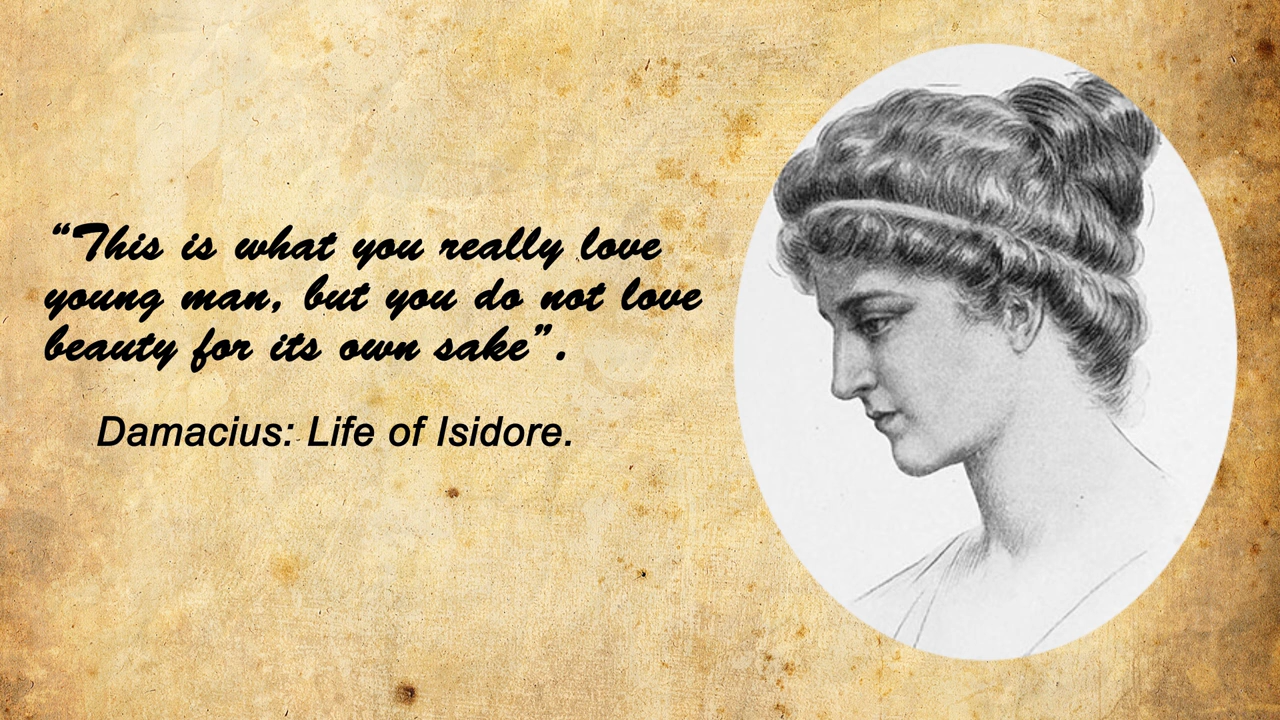 “This is what you really love
young man, but you do not love
beauty for its own sake”.
Damacius: Life of Isidore.